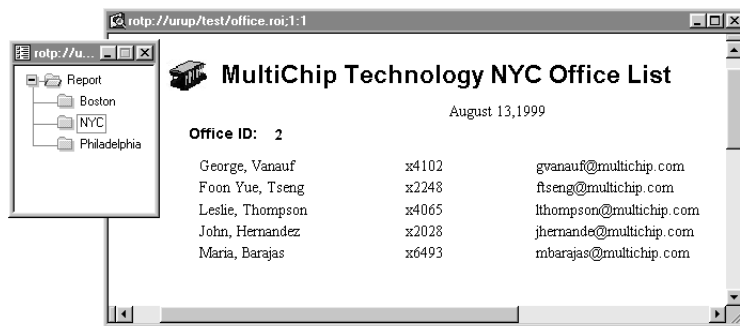 rotp://urup/test/office.roi;1:1
rotp://u...
Report
Boston
NYC
Philadelphia
MultiChip Technology NYC Office List
August 13,1999
Office ID: 2
George, Vanauf x4102 gvanauf@multichip.com
Foon Yue, Tseng x2248 ftseng@multichip.com
Leslie, Thompson x4065 lthompson@multichip.com
John, Hernandez x2028 jhernande@multichip.com
Maria, Barajas x6493 mbarajas@multichip.com